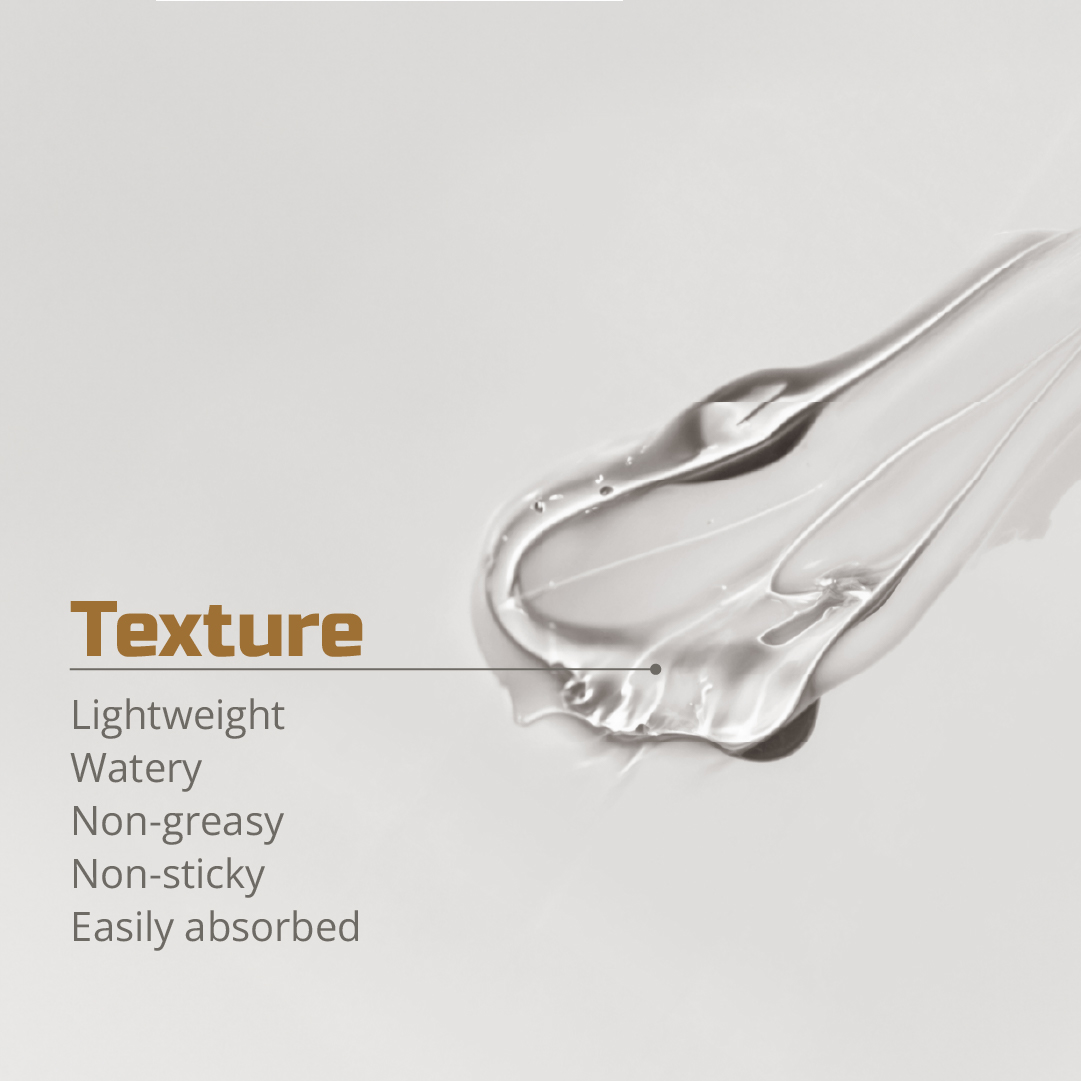 Texture
Lightweight
Watery
Non-greasy
Non-sticky
Easily absorbed